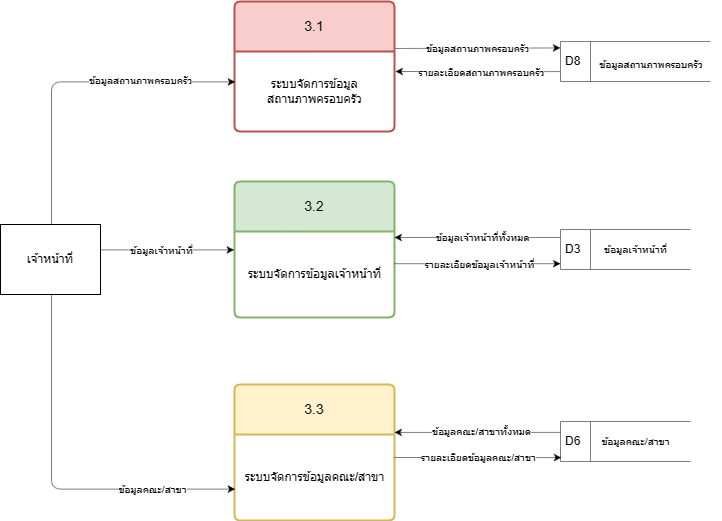 3.1
ข้อมูลสถานภาพครอบครัว
D8
ข้อมูลสถานภาพครอบครัว
รายละเอียดสถานภาพครอบครัว
ข้อมูลสถานภาพครอบครัว
ระบบจัดการข้อมูล
สถานภาพครอบครัว
3.2
เจ้าหน้าที่
ข้อมูลเจ้าหน้าที่
ข้อมูลเจ้าหน้าที่ทั้งหมด
D3
ข้อมูลเจ้าหน้าที่
ระบบจัดการข้อมูลเจ้าหน้าที่
รายละเอียดข้อมูลเจ้าหน้าที่
3.3
ข้อมูลคณะ/สาขาทั้งหมด
D6
ข้อมูลคณะ/สาขา
รายละเอียดข้อมูลคณะ/สาขา
ระบบจัดการข้อมูลคณะ/สาขา
ข้อมูลคณะ/สาขา